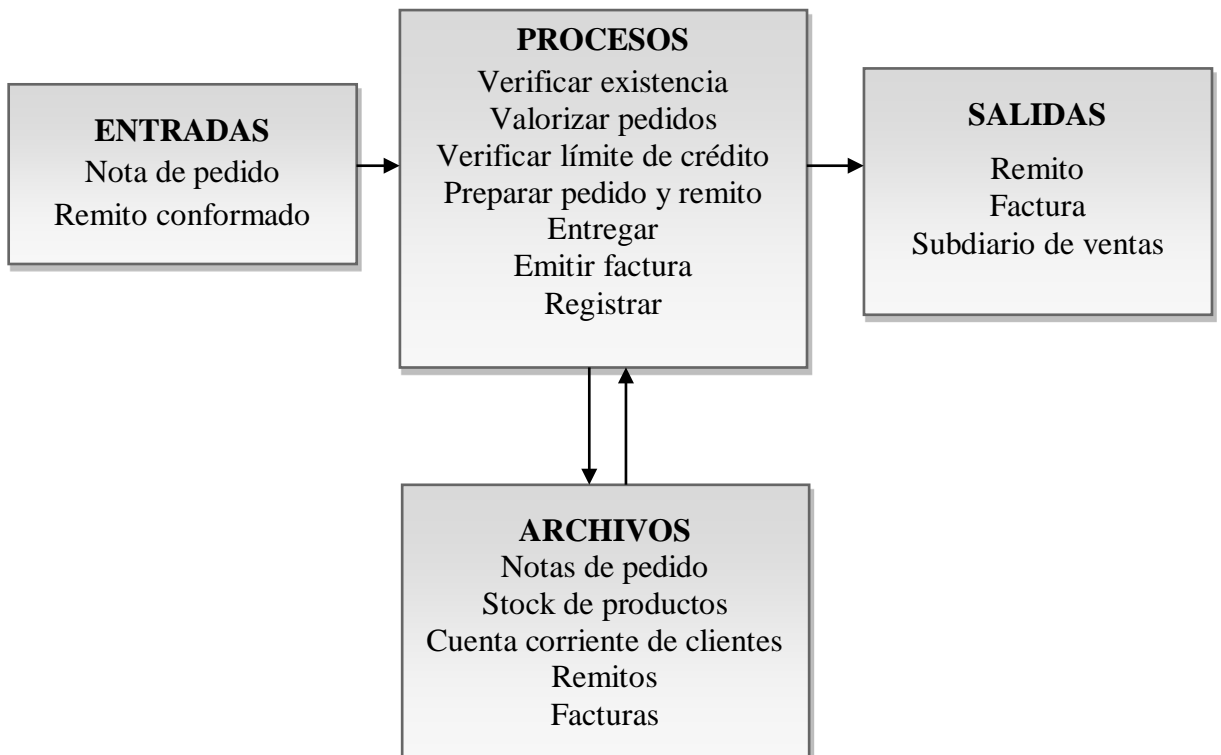 ENTRADAS
Nota de pedido
Remito conformado
PROCESOS
Verificar existencia
Valorizar pedidos
Verificar límite de crédito
Preparar pedido y remito
Entregar
Emitir factura
Registrar
SALIDAS
Remito
Factura
Subdiario de ventas
ARCHIVOS
Notas de pedido
Stock de productos
Cuenta corriente de clientes
Remitos
Facturas